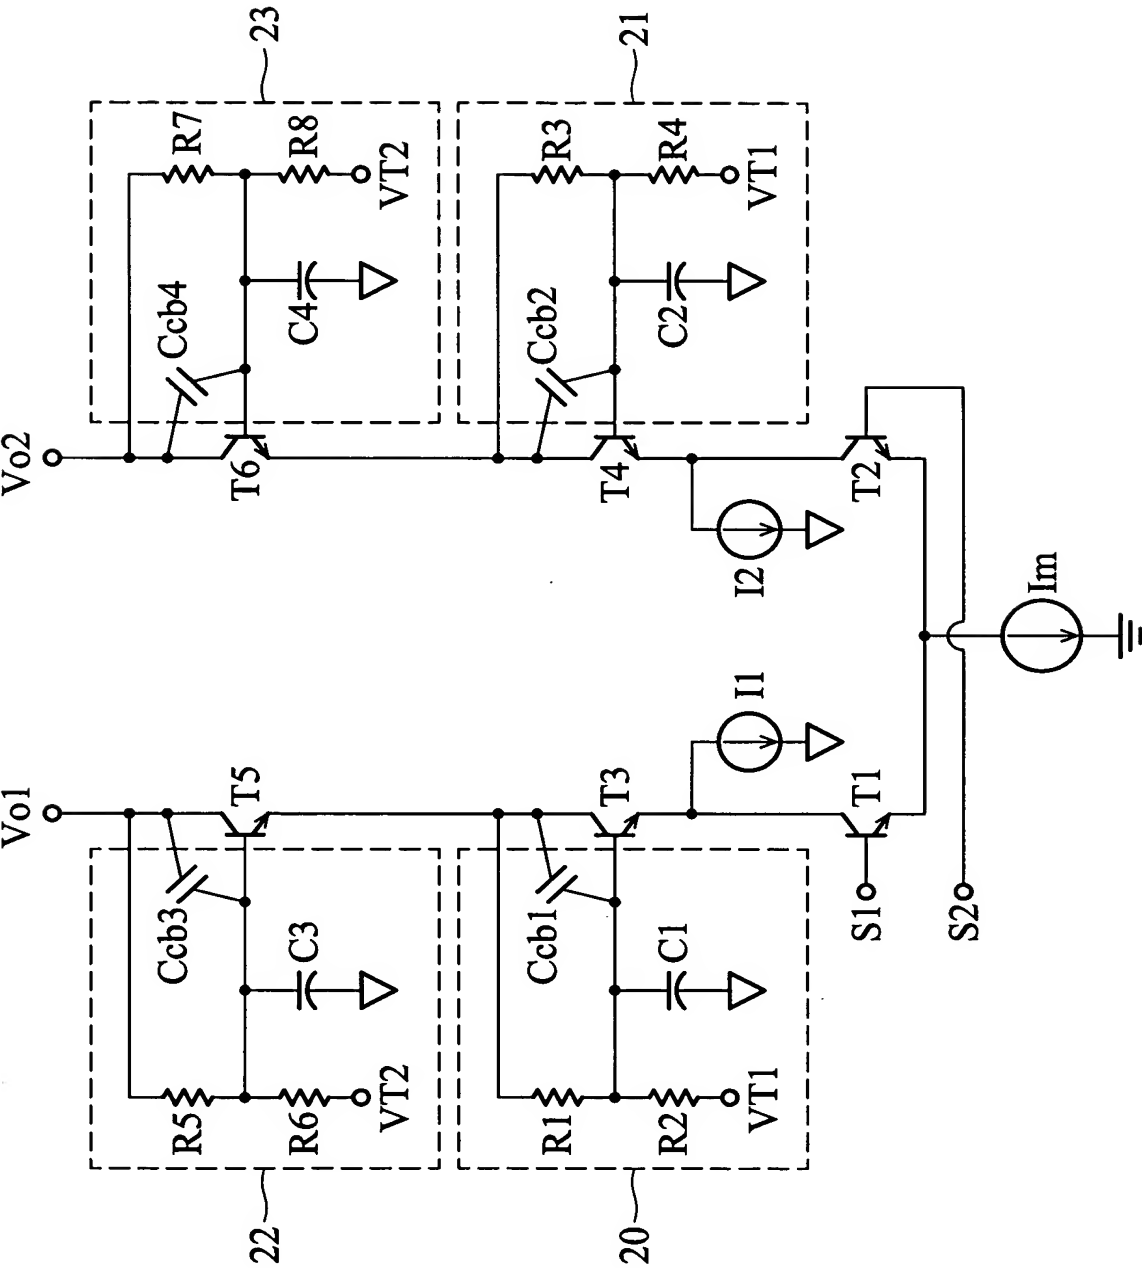 23
21
R7
R8
VT2
R3
R4
VT1
Ccb4
C4
Ccb2
C2
Vo2
T6
T4
T2
I2
Im
I1
Vo1
T5
T3
T1
Ccb3
C3
Ccb1
C1
S1
S2
R5
R6
VT2
R1
R2
VT1
22
20